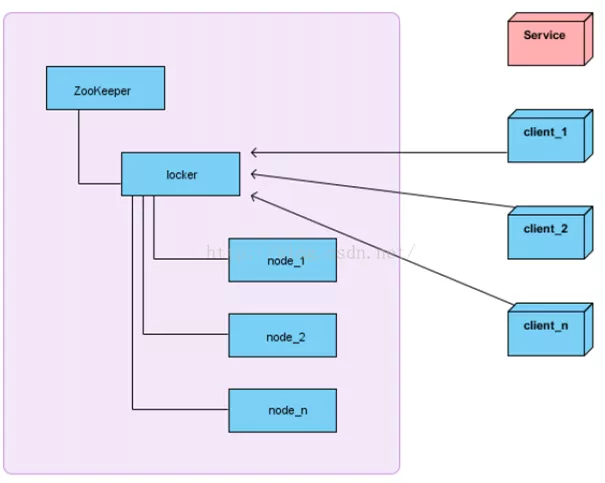 Service
ZooKeeper
client_1
locker
client_2
node_1
client_n
node_2
node_n